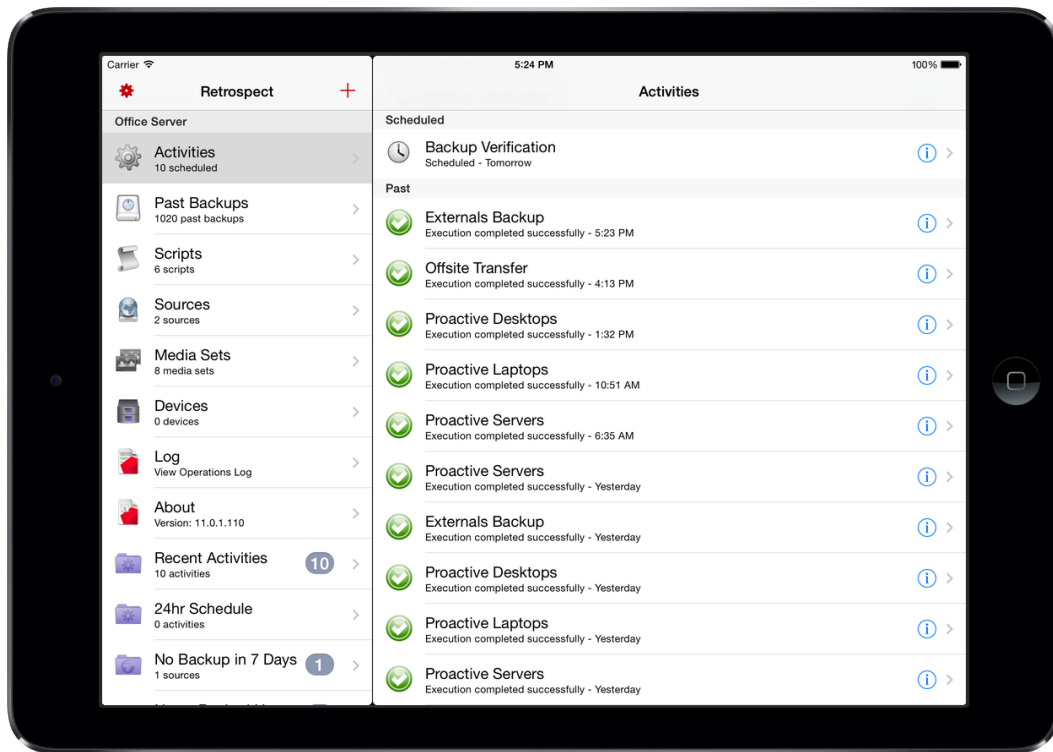 Carrier
5:24 PM
100%
Retrospect
+
Activities
Office Server
Activities
10 scheduled
Past Backups
1020 past backups
Scripts
6 scripts
Sources
2 sources
Media Sets
8 media sets
Devices
0 devices
Log
View Operations Log
About
Version: 11.0.1.110
Recent Activities
10 activities
10
24hr Schedule
0 activities
No Backup in 7 Days
1 sources
1
Scheduled
Backup Verification
Scheduled - Tomorrow
Past
Externals Backup
Execution completed successfully - 5:23 PM
Offsite Transfer
Execution completed successfully - 4:13 PM
Proactive Desktops
Execution completed successfully - 1:32 PM
Proactive Laptops
Execution completed successfully - 10:51 AM
Proactive Servers
Execution completed successfully - 6:35 AM
Proactive Servers
Execution completed successfully - Yesterday
Externals Backup
Execution completed successfully - Yesterday
Proactive Desktops
Execution completed successfully - Yesterday
Proactive Laptops
Execution completed successfully - Yesterday
Proactive Servers
Execution completed successfully - Yesterday